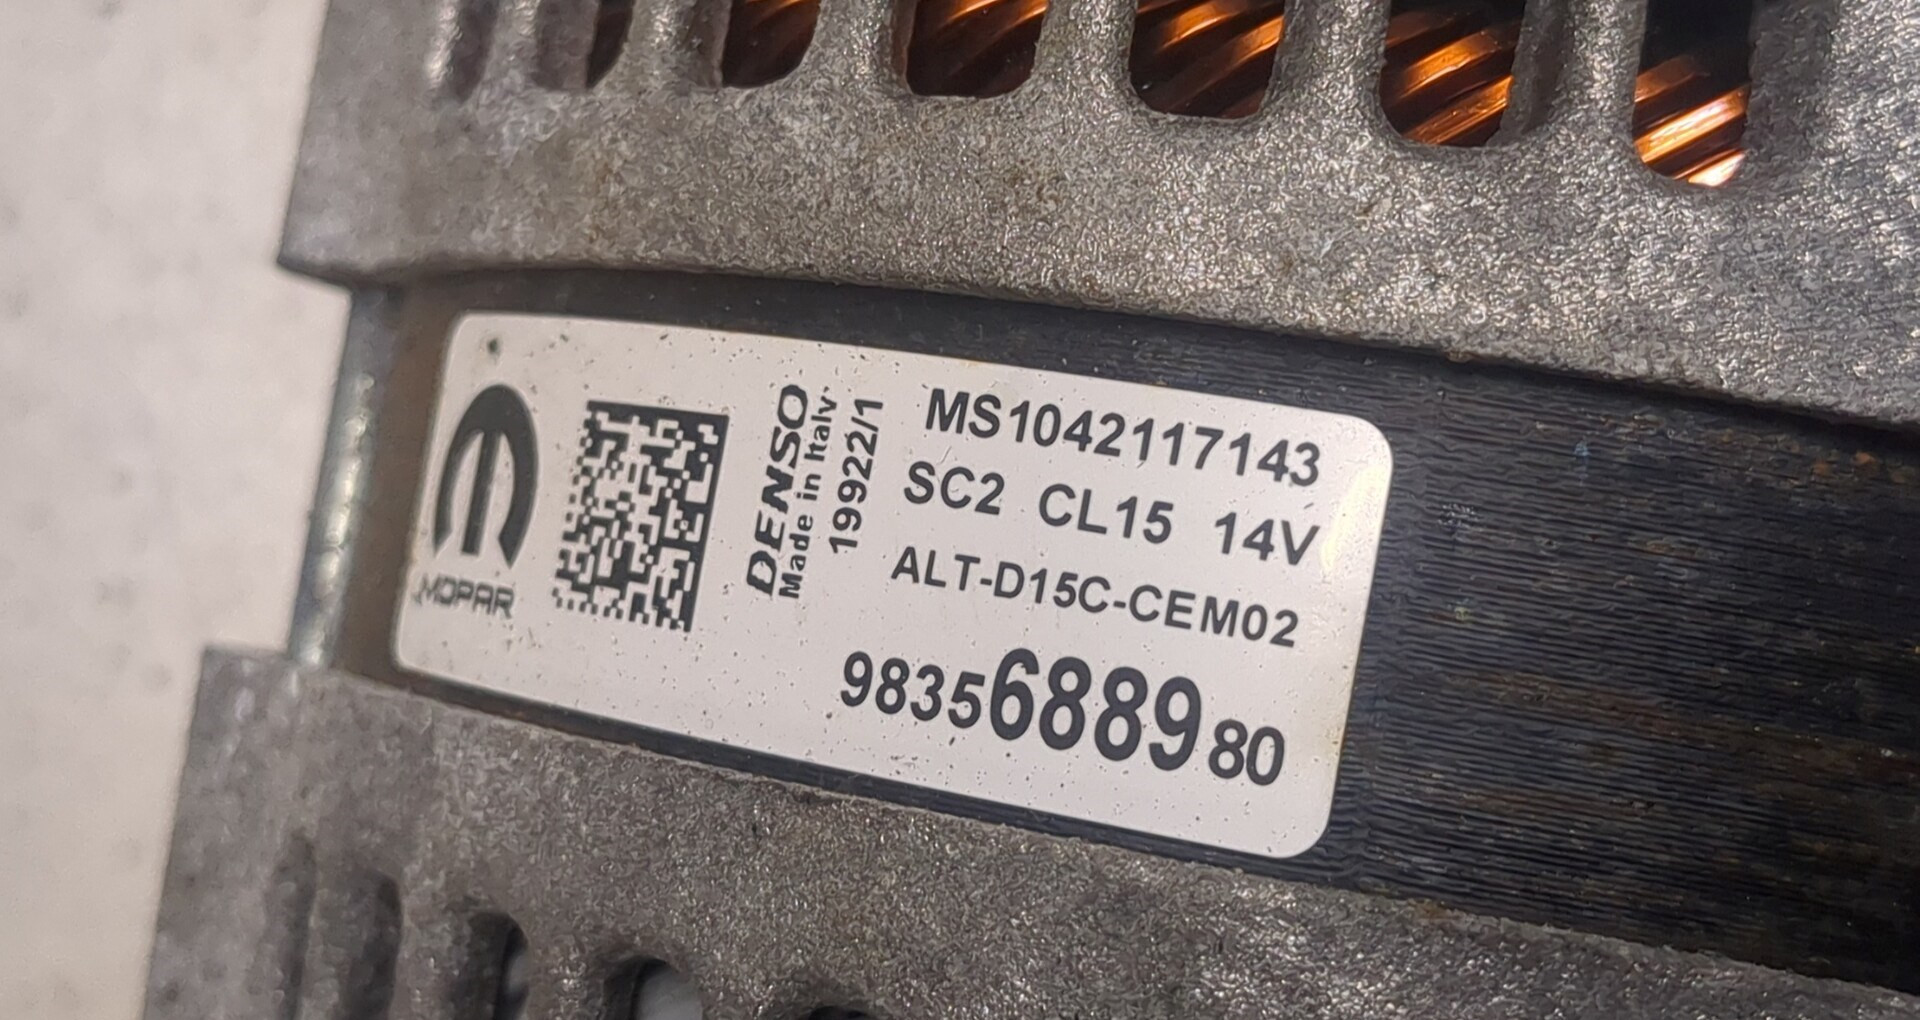 MOPAR
DENSO
Made in Italy
19922/1
MS1042117143
SC2 CL15 14V
ALT-D15C-CEM02
9835688980